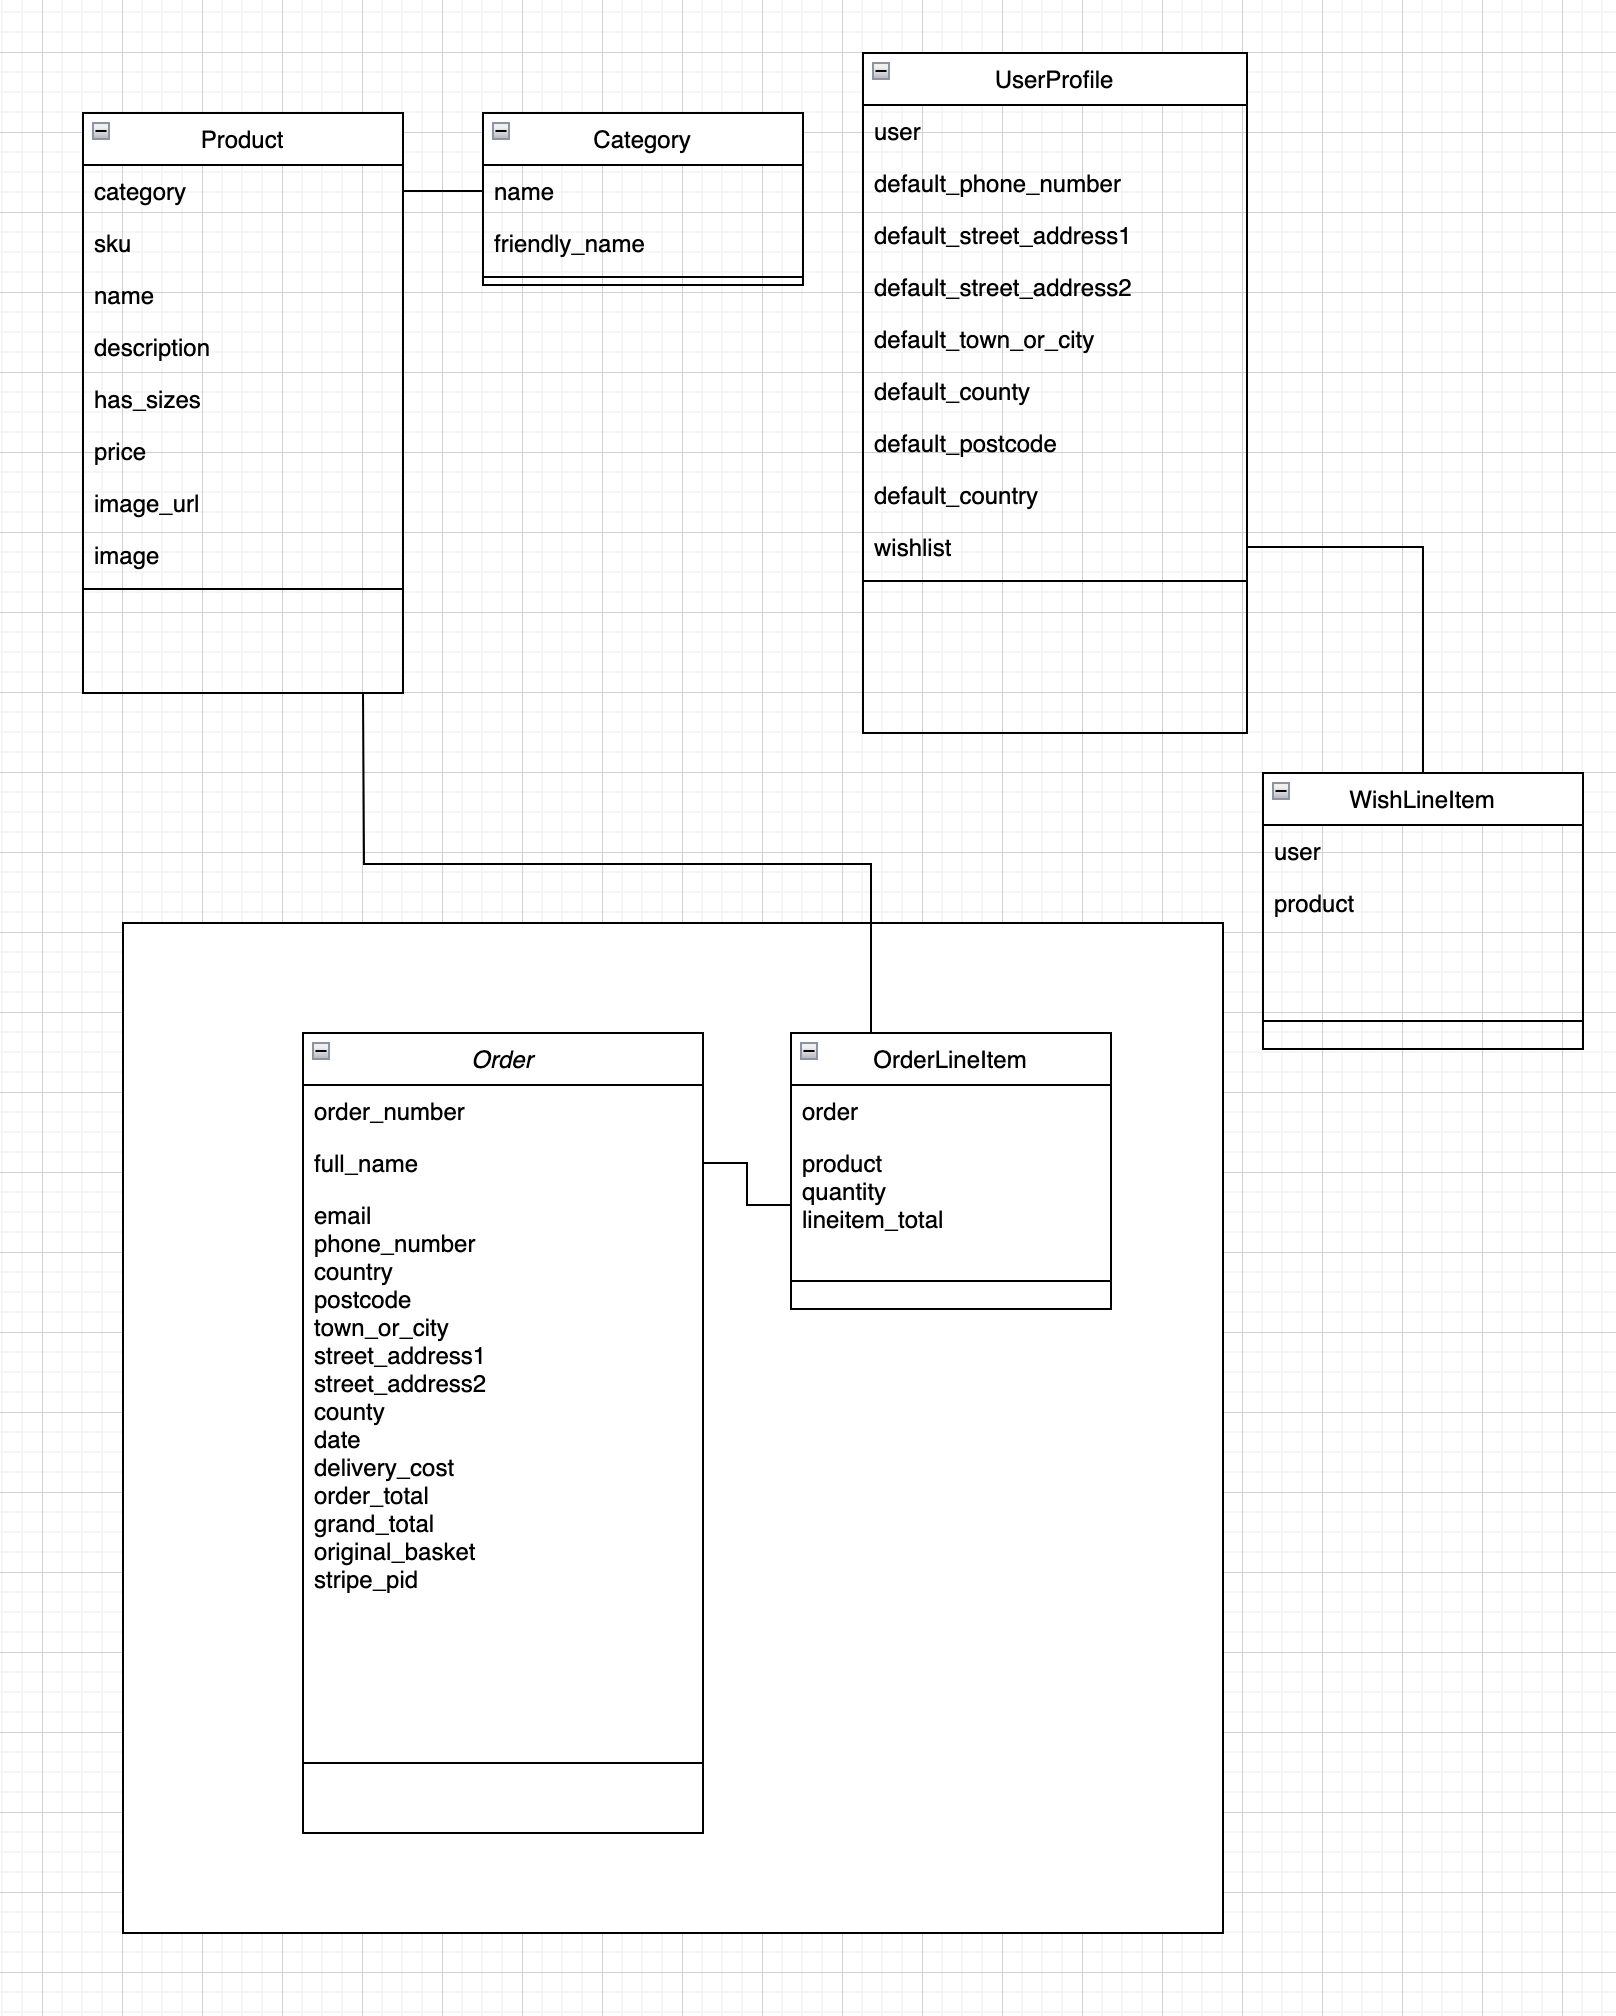 Product
category
sku
name
description
has_sizes
price
image_url
image
Category
name
friendly_name
UserProfile
user
default_phone_number
default_street_address1
default_street_address2
default_town_or_city
default_county
default_postcode
default_country
wishlist
WishLineItem
user
product
Order
order_number
full_name
email
phone_number
country
postcode
town_or_city
street_address1
street_address2
county
date
delivery_cost
order_total
grand_total
original_basket
stripe_pid
OrderLineItem
order
product
quantity
lineitem_total